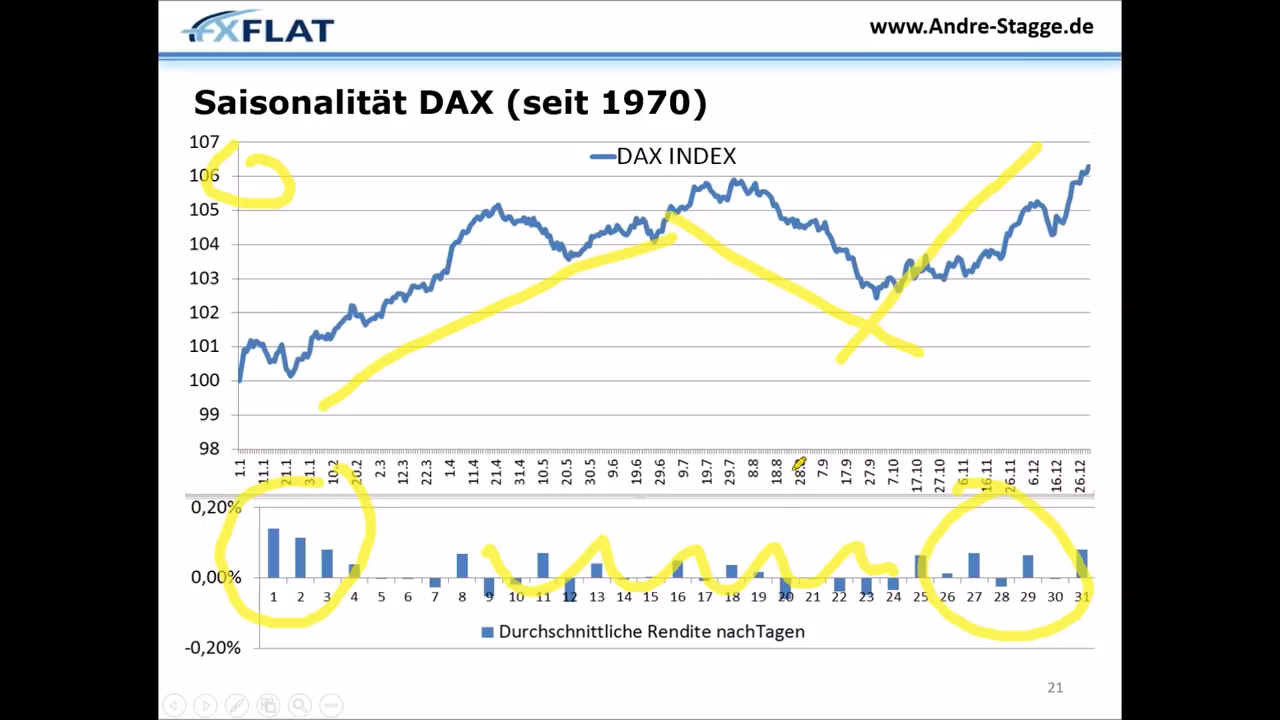 FXFLAT
www.Andre-Stagge.de
Saisonalität DAX (seit 1970)
DAX INDEX
107
106
105
104
103
102
101
100
99
98
1.1 11.1 21.1 31.1 10.2 20.2 2.3 12.3 22.3 1.4 11.4 21.4 31.4 10.5 20.5 30.5 9.6 19.6 29.6 9.7 19.7 29.7 8.8 18.8 28.8 7.9 17.9 27.9 7.10 17.10 27.10 6.11 16.11 26.11 6.12 16.12 26.12
0,20%
0,00%
-0,20%
1 2 3 4 5 6 7 8 9 10 11 12 13 14 15 16 17 18 19 20 21 22 23 24 25 26 27 28 29 30 31
Durchschnittliche Rendite nachTagen
21